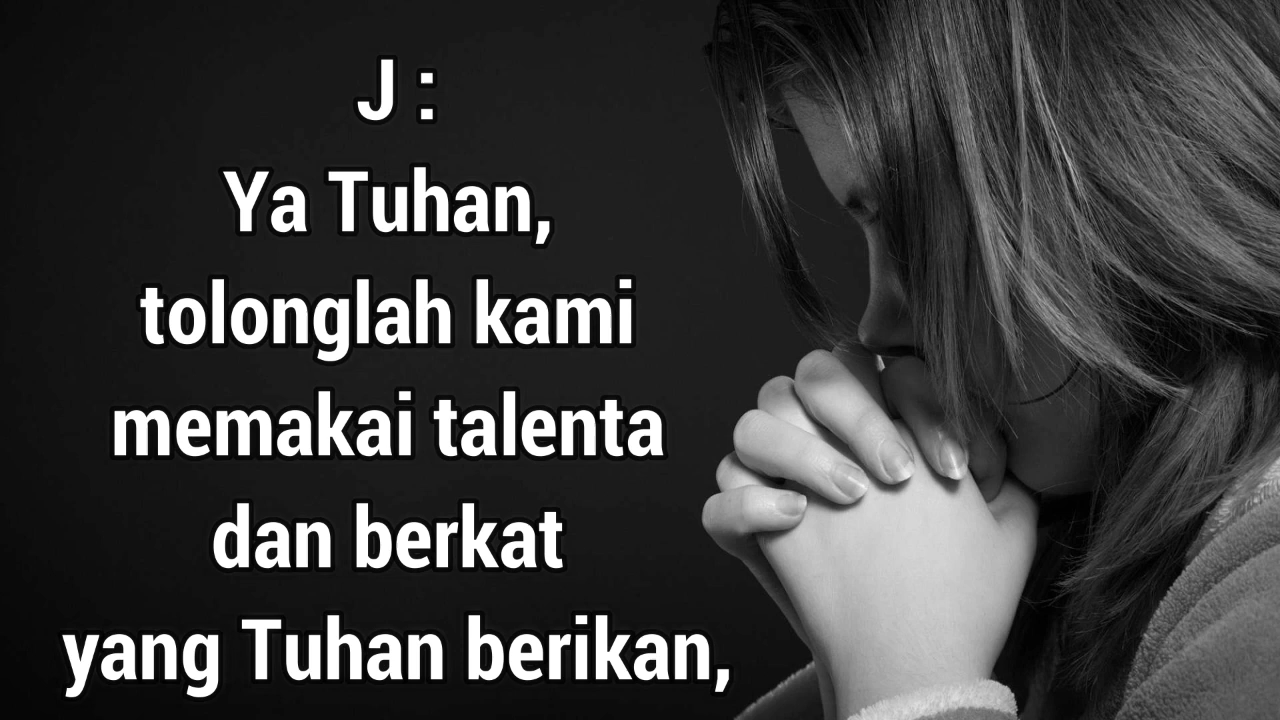 J :
Ya Tuhan,
tolonglah kami
memakai talenta
dan berkat
yang Tuhan berikan,